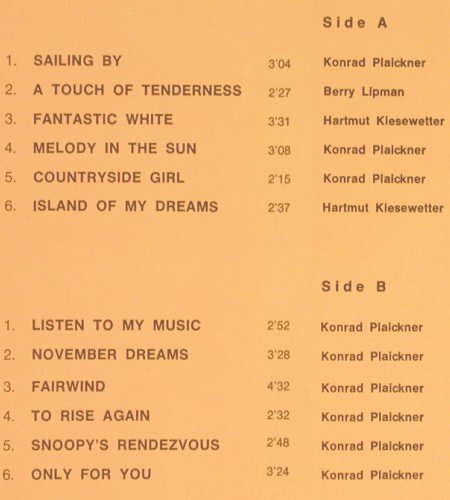 Side A
1. SAILING BY 3'04 Konrad Plaickner
2. A TOUCH OF TENDERNESS 2'27 Berry Lipman
3. FANTASTIC WHITE 3'31 Hartmut Kiesewetter
4. MELODY IN THE SUN 3'08 Konrad Plaickner
5. COUNTRYSIDE GIRL 2'15 Konrad Plaickner
6. ISLAND OF MY DREAMS 2'37 Hartmut Kiesewetter
Side B
1. LISTEN TO MY MUSIC 2'52 Konrad Plaickner
2. NOVEMBER DREAMS 3'28 Konrad Plaickner
3. FAIRWIND 4'32 Konrad Plaickner
4. TO RISE AGAIN 2'32 Konrad Plaickner
5. SNOOPY'S RENDEZVOUS 2'48 Konrad Plaickner
6. ONLY FOR YOU 3'24 Konrad Plaickner